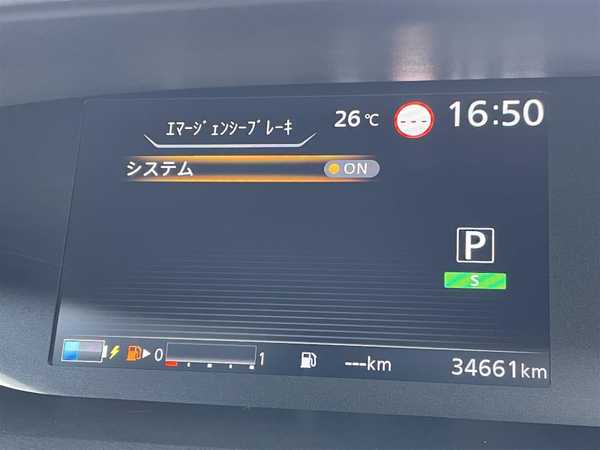 ｴﾏｰｼﾞｪﾝｼｰﾌﾞﾚｰｷ 26℃ --- 16:50
システム ON
P
S
0 1 ---km 34661km